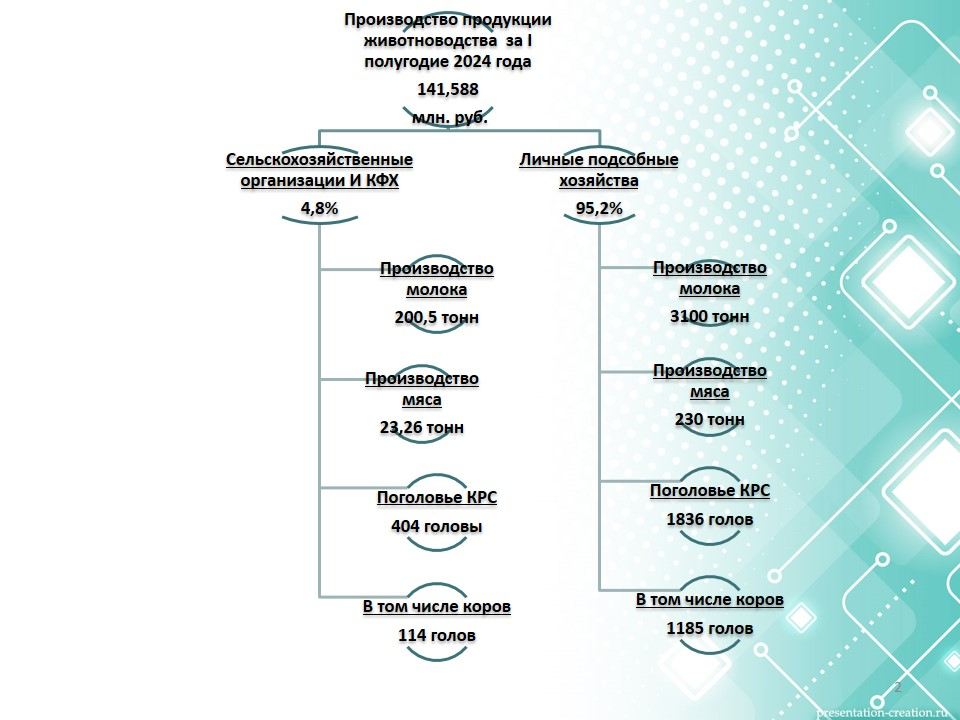 Производство продукции
животноводства за I
полугодие 2024 года
141,588
млн. руб.
Сельскохозяйственные
организации И КФХ
4,8%
Производство
молока
200,5 тонн
Производство
мяса
23,26 тонн
Поголовье КРС
404 головы
В том числе коров
114 голов
Личные подсобные
хозяйства
95,2%
Производство
молока
3100 тонн
Производство
мяса
230 тонн
Поголовье КРС
1836 голов
В том числе коров
1185 голов
2
presentation-creation.ru